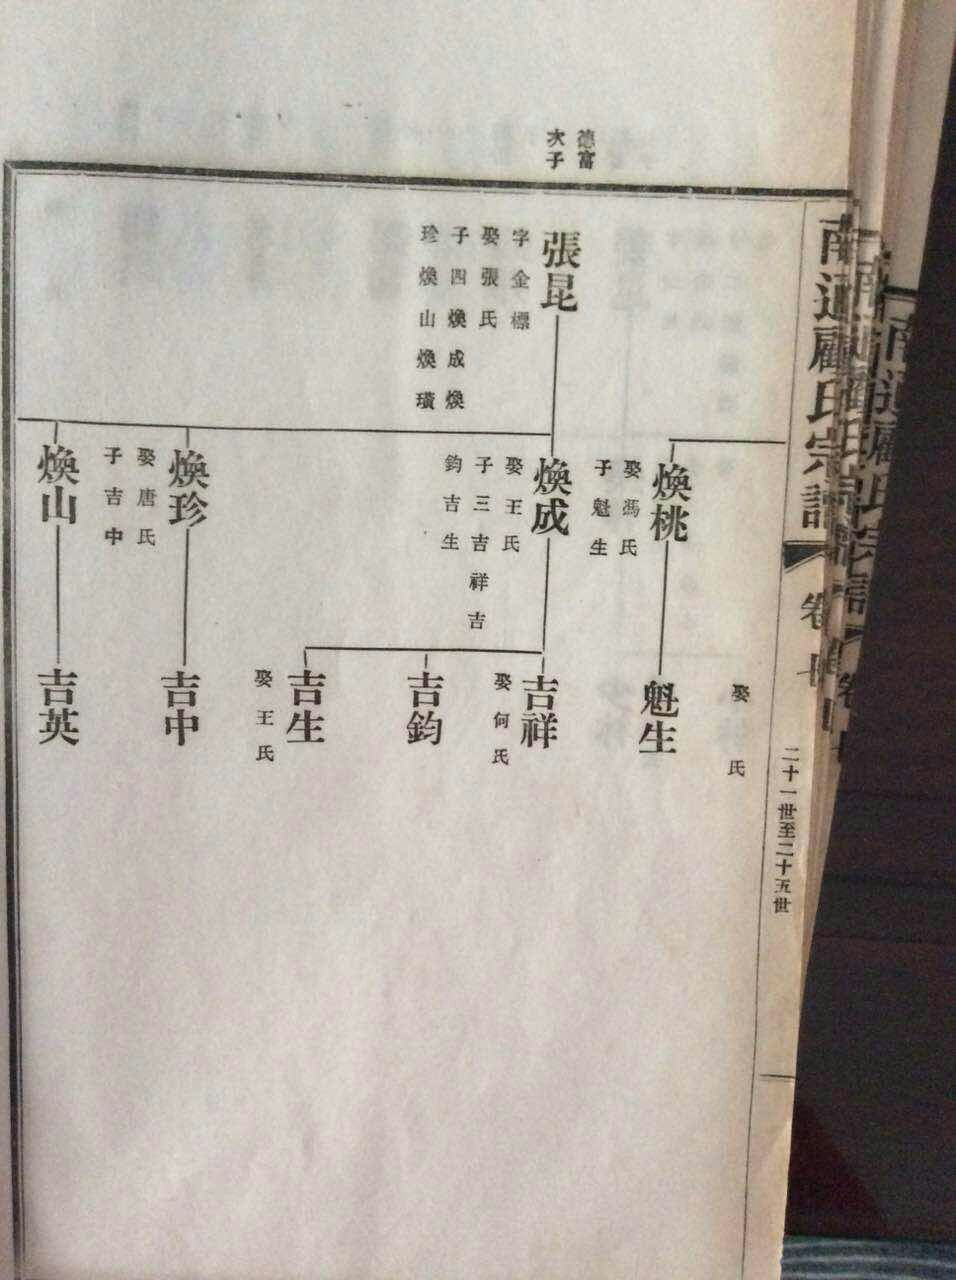 南通顧氏宗譜
卷
二十一世至二十五世
娶 氏
煥桃
娶馮氏
子魁生
魁生
德富
次子
張昆
字金標
娶張氏
子四煥成煥
珍煥山煥璜
煥成
娶王氏
子三吉祥吉
鈞吉生
吉祥
娶何氏
吉鈞
吉生
娶王氏
煥珍
娶唐氏
子吉中
吉中
煥山
吉英